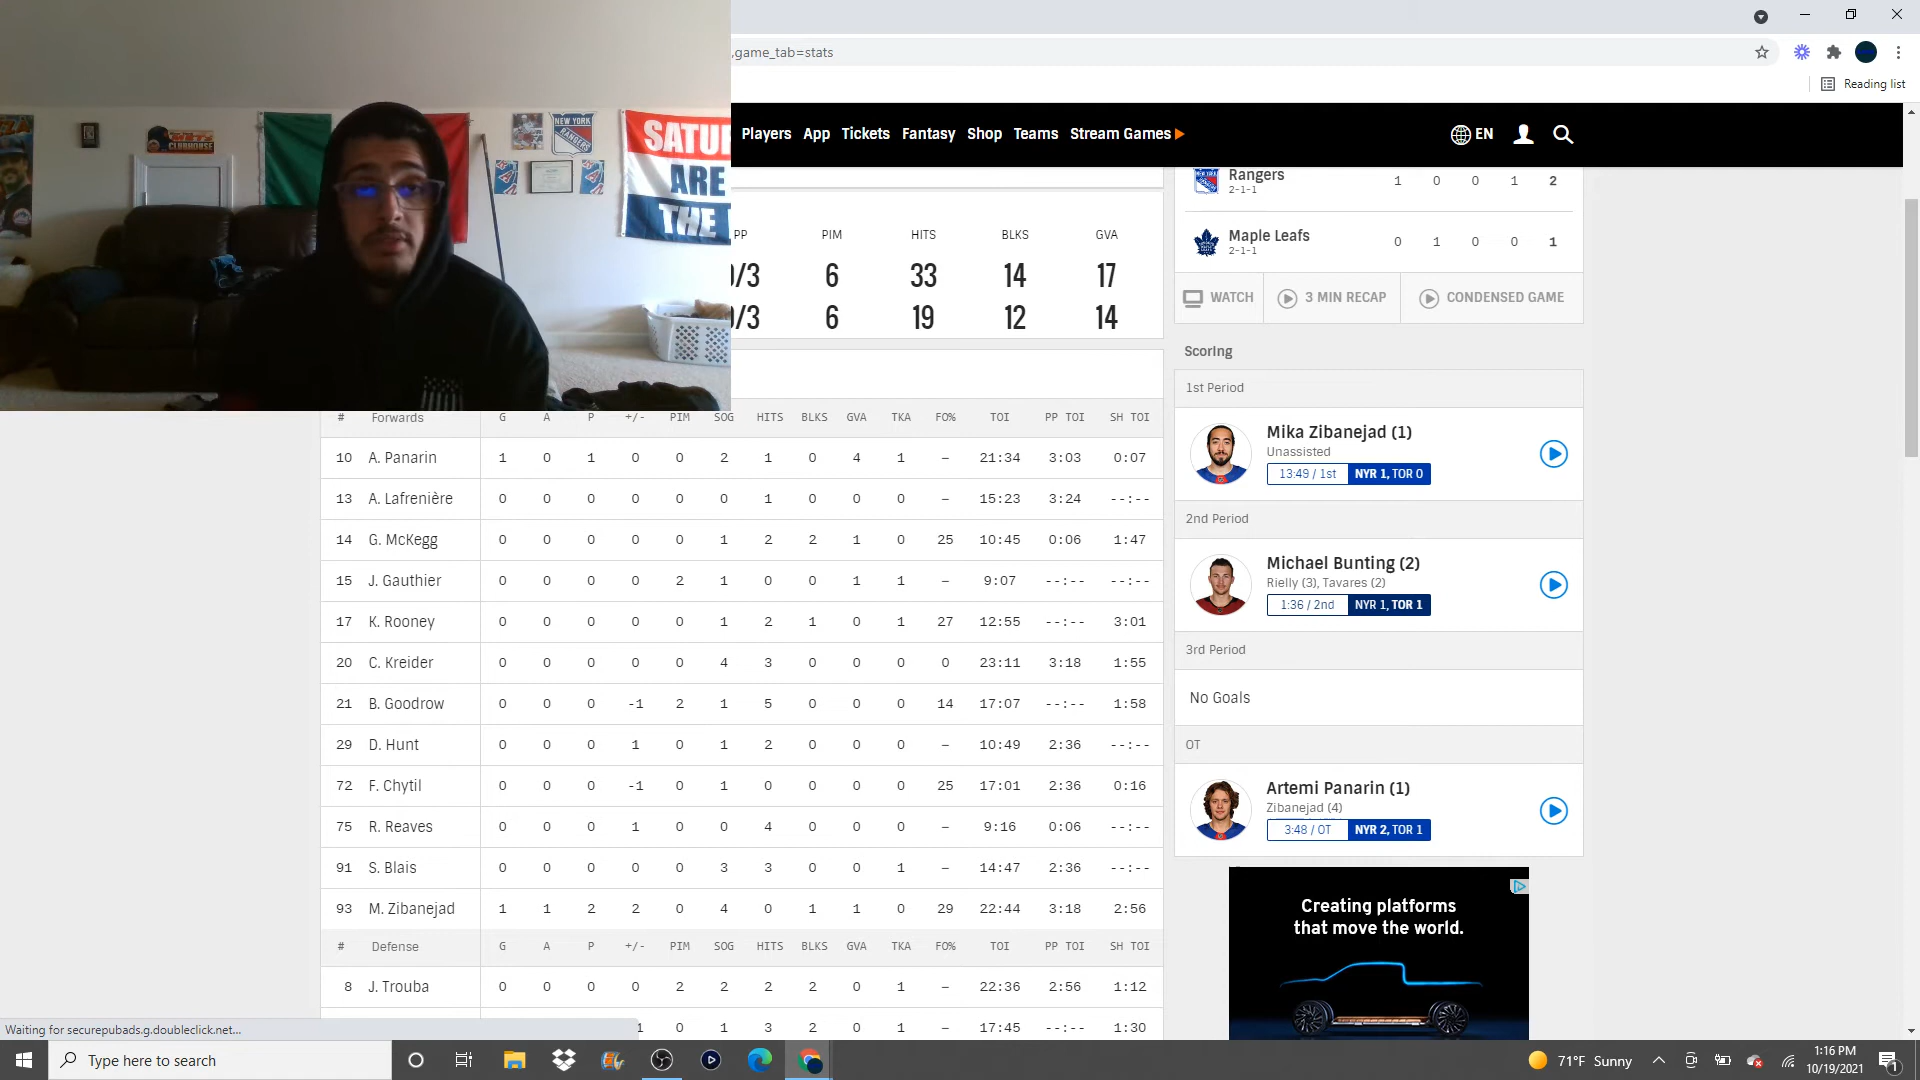 ,game_tab=stats
Reading list
Players App Tickets Fantasy Shop Teams Stream Games EN
CLUBHOUSE
NEW YORK
RANGERS
SATUR
ARE
THE
PP PIM HITS BLKS GVA
0/3 6 33 14 17
0/3 6 19 12 14
Rangers 1 0 0 1 2
2-1-1
Maple Leafs 0 1 0 0 1
2-1-1
WATCH 3 MIN RECAP CONDENSED GAME
Scoring
1st Period
Mika Zibanejad (1)
Unassisted
13:49 / 1st NYR 1, TOR 0
2nd Period
Michael Bunting (2)
Rielly (3), Tavares (2)
1:36 / 2nd NYR 1, TOR 1
3rd Period
No Goals
OT
Artemi Panarin (1)
Zibanejad (4)
3:48 / OT NYR 2, TOR 1
Creating platforms
that move the world.
# Forwards G A P +/- PIM SOG HITS BLKS GVA TKA FO% TOI PP TOI SH TOI
10 A. Panarin 1 0 1 0 0 2 1 0 4 1 – 21:34 3:03 0:07
13 A. Lafrenière 0 0 0 0 0 0 1 0 0 0 – 15:23 3:24 --:--
14 G. McKegg 0 0 0 0 0 1 2 2 1 0 25 10:45 0:06 1:47
15 J. Gauthier 0 0 0 0 2 1 0 0 1 1 – 9:07 --:-- --:--
17 K. Rooney 0 0 0 0 0 1 2 1 0 1 27 12:55 --:-- 3:01
20 C. Kreider 0 0 0 0 0 4 3 0 0 0 0 23:11 3:18 1:55
21 B. Goodrow 0 0 0 -1 2 1 5 0 0 0 14 17:07 --:-- 1:58
29 D. Hunt 0 0 0 1 0 1 2 0 0 0 – 10:49 2:36 --:--
72 F. Chytil 0 0 0 -1 0 1 0 0 0 0 25 17:01 2:36 0:16
75 R. Reaves 0 0 0 1 0 0 4 0 0 0 – 9:16 0:06 --:--
91 S. Blais 0 0 0 0 0 3 3 0 0 1 – 14:47 2:36 --:--
93 M. Zibanejad 1 1 2 2 0 4 0 1 1 0 29 22:44 3:18 2:56
# Defense G A P +/- PIM SOG HITS BLKS GVA TKA FO% TOI PP TOI SH TOI
8 J. Trouba 0 0 0 0 2 2 2 2 0 1 – 22:36 2:56 1:12
1 0 1 3 2 0 1 – 17:45 --:-- 1:30
Waiting for securepubads.g.doubleclick.net...
Type here to search
71°F Sunny
1:16 PM
10/19/2021
1